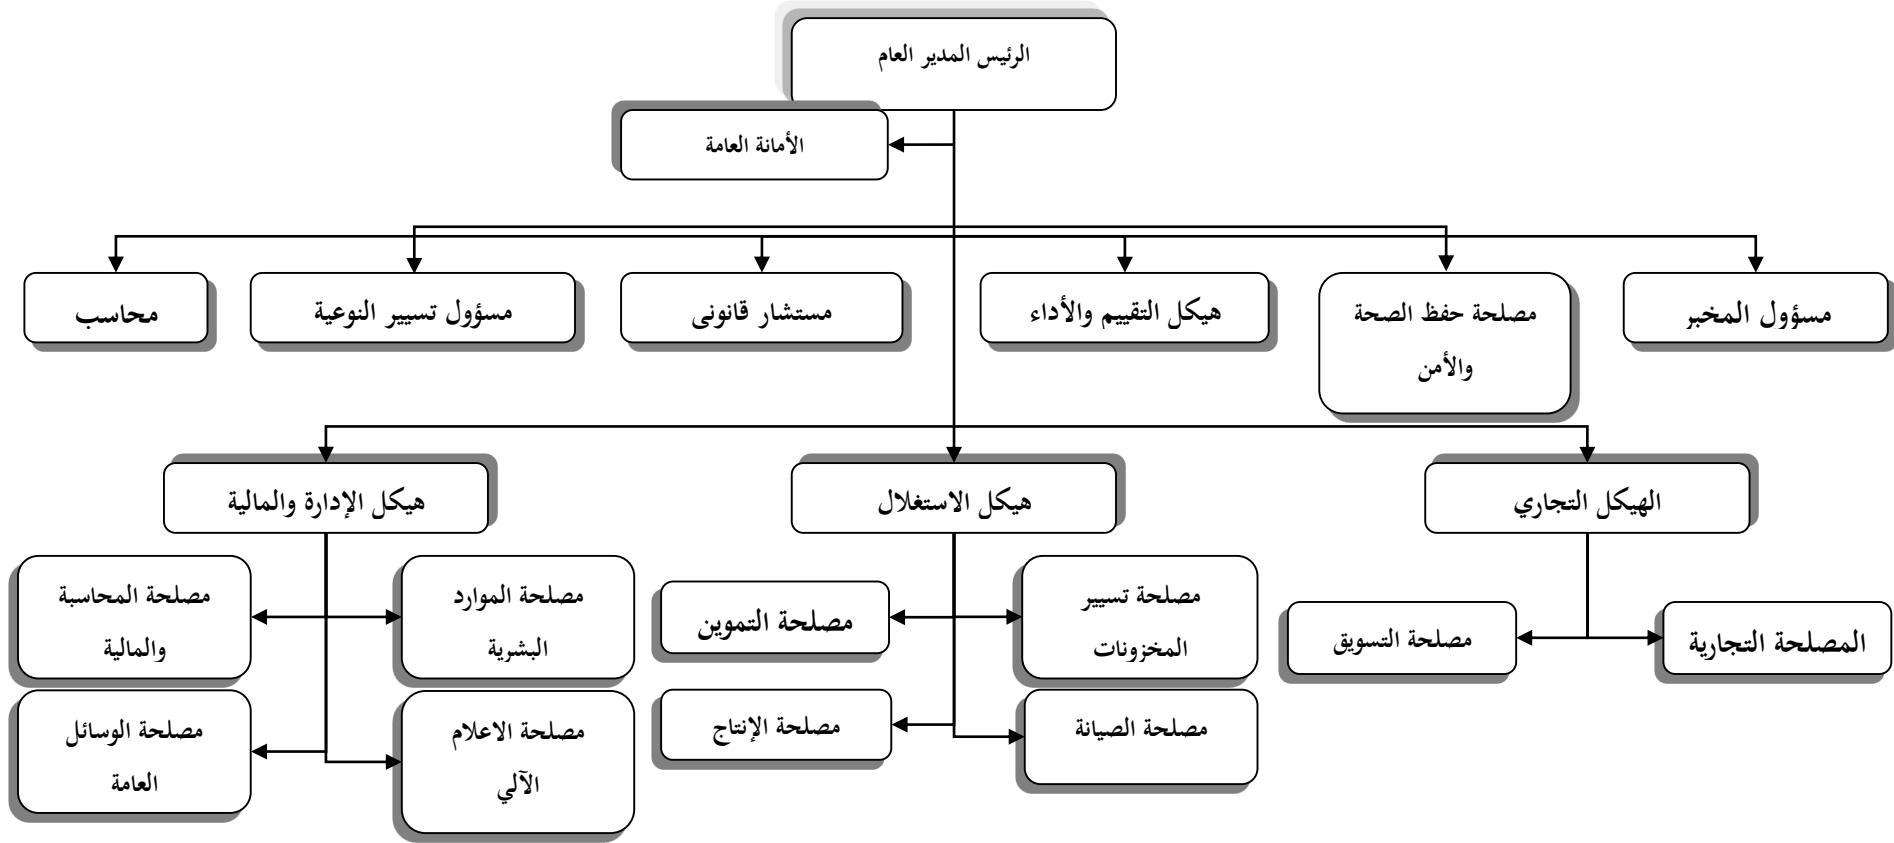 الرئيس المدير العام
الأمانة العامة
مسؤول المخبر
مصلحة حفظ الصحة
والأمن
هيكل التقييم والأداء
مستشار قانونى
مسؤول تسيير النوعية
محاسب
الهيكل التجاري
هيكل الاستغلال
هيكل الإدارة والمالية
المصلحة التجارية
مصلحة التسويق
مصلحة تسيير
المخزونات
مصلحة التموين
مصلحة الصيانة
مصلحة الإنتاج
مصلحة الموارد
البشرية
مصلحة المحاسبة
والمالية
مصلحة الاعلام
الآلي
مصلحة الوسائل
العامة